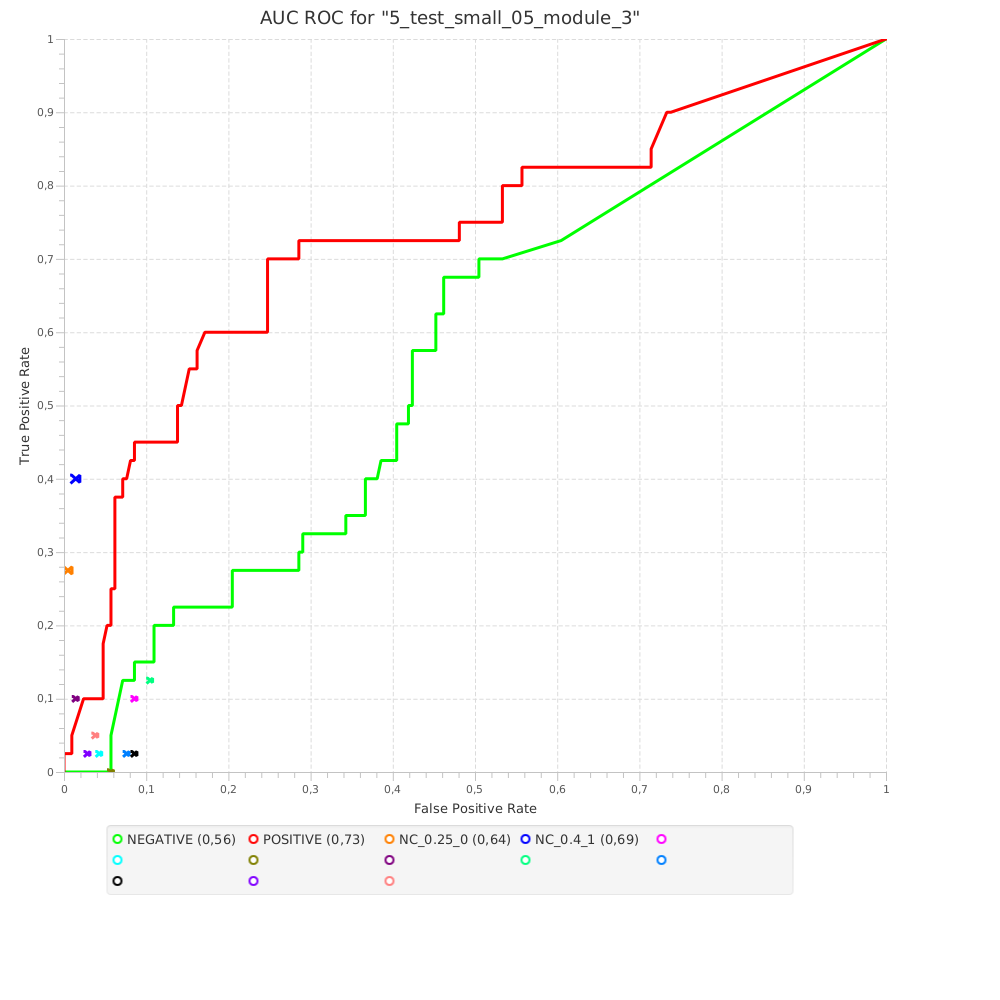 AUC ROC for "5_test_small_05_module_3"
1
0,9
0,8
0,7
0,6
0,5
0,4
0,3
0,2
0,1
0
True Positive Rate
0 0,1 0,2 0,3 0,4 0,5 0,6 0,7 0,8 0,9 1
False Positive Rate
NEGATIVE (0,56) POSITIVE (0,73) NC_0.25_0 (0,64) NC_0.4_1 (0,69)